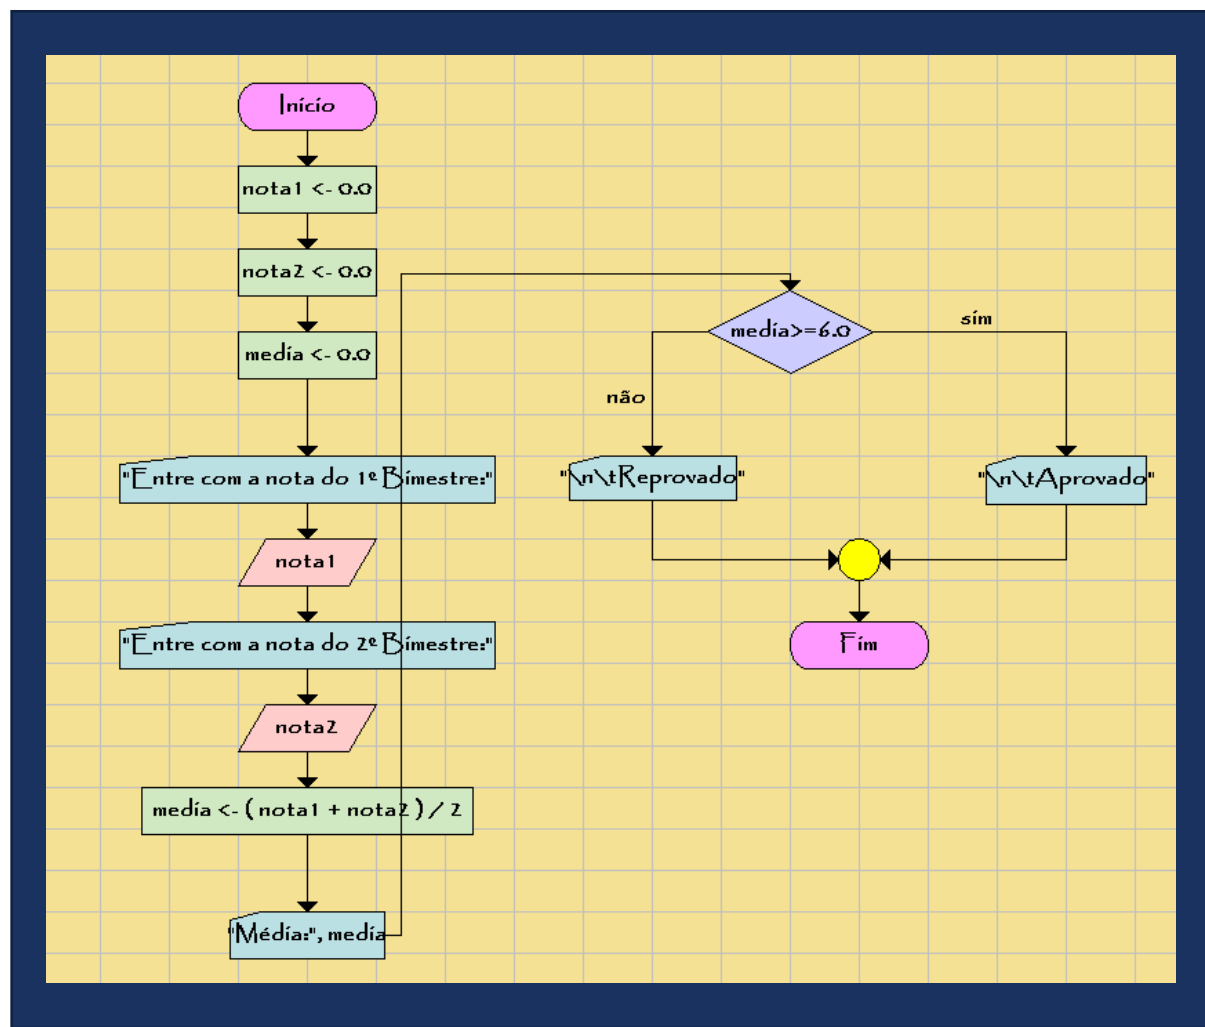 Início
nota1 <- 0.0
nota2 <- 0.0
media <- 0.0
"Entre com a nota do 1º Bimestre:"
nota1
"Entre com a nota do 2º Bimestre:"
nota2
media <- ( nota1 + nota2 ) / 2
"Média:", media
media>=6.0
sim
não
"\n\tReprovado"
"\n\tAprovado"
Fim